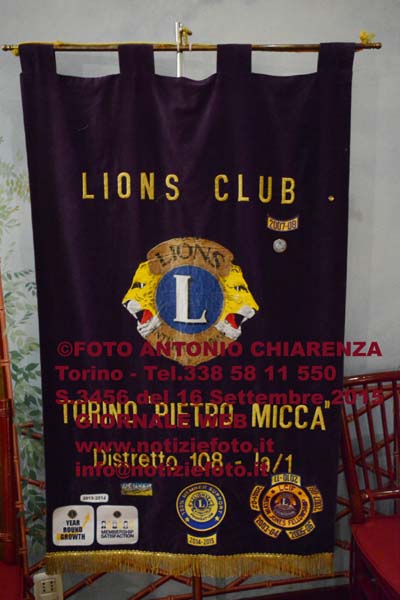 LIONS CLUB
2007-08
LIONS
L
©FOTO ANTONIO CHIARENZA
Torino - Tel.338 58 11 550
S.3456 del 16 Settembre 2015
TORINO "PIETRO MICCA"
GIORNALE WEB
www.notiziefoto.it
Distretto 108 - Ia/1
info@notiziefoto.it
2013-2014
YEAR
ROUND
GROWTH
MEMBERSHIP
SATISFACTION
2014-2015
LCIF